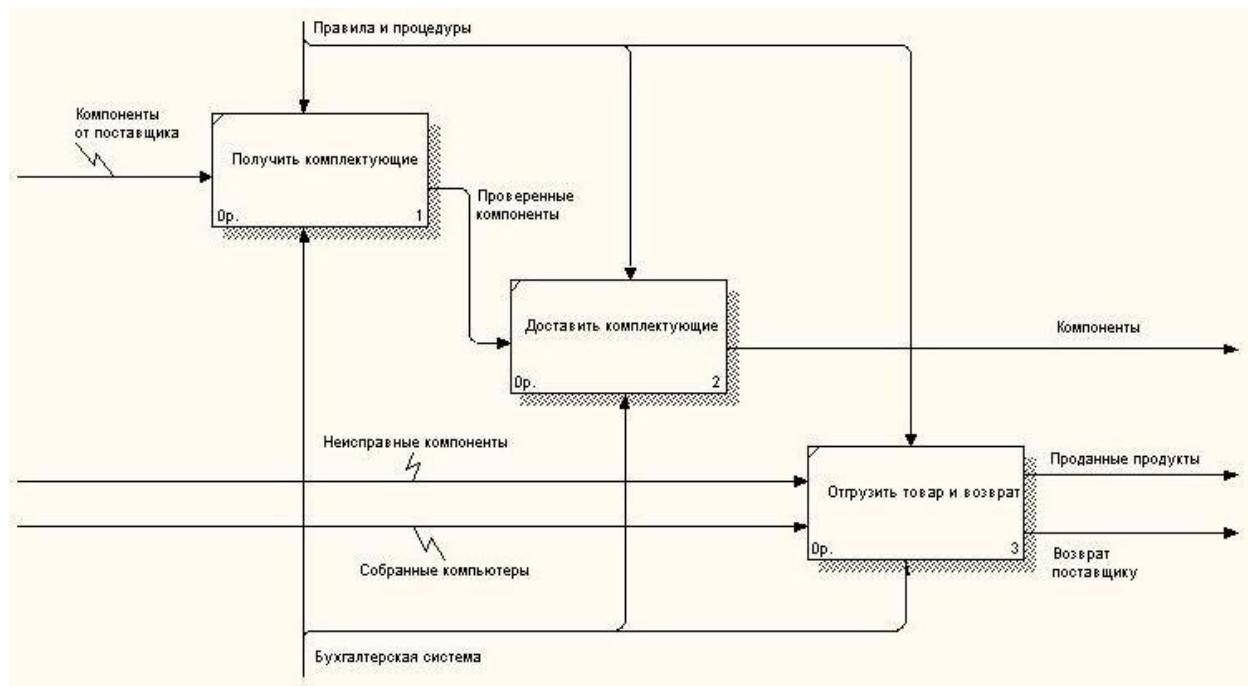 Правила и процедуры
Компоненты
от поставщика
Получить комплектующие
0р.
1
Проверенные
компоненты
Доставить комплектующие
0р.
2
Компоненты
Неисправные компоненты
Проданные продукты
Отгрузить товар и возврат
0р.
3
Собранные компьютеры
Возврат
поставщику
Бухгалтерская система